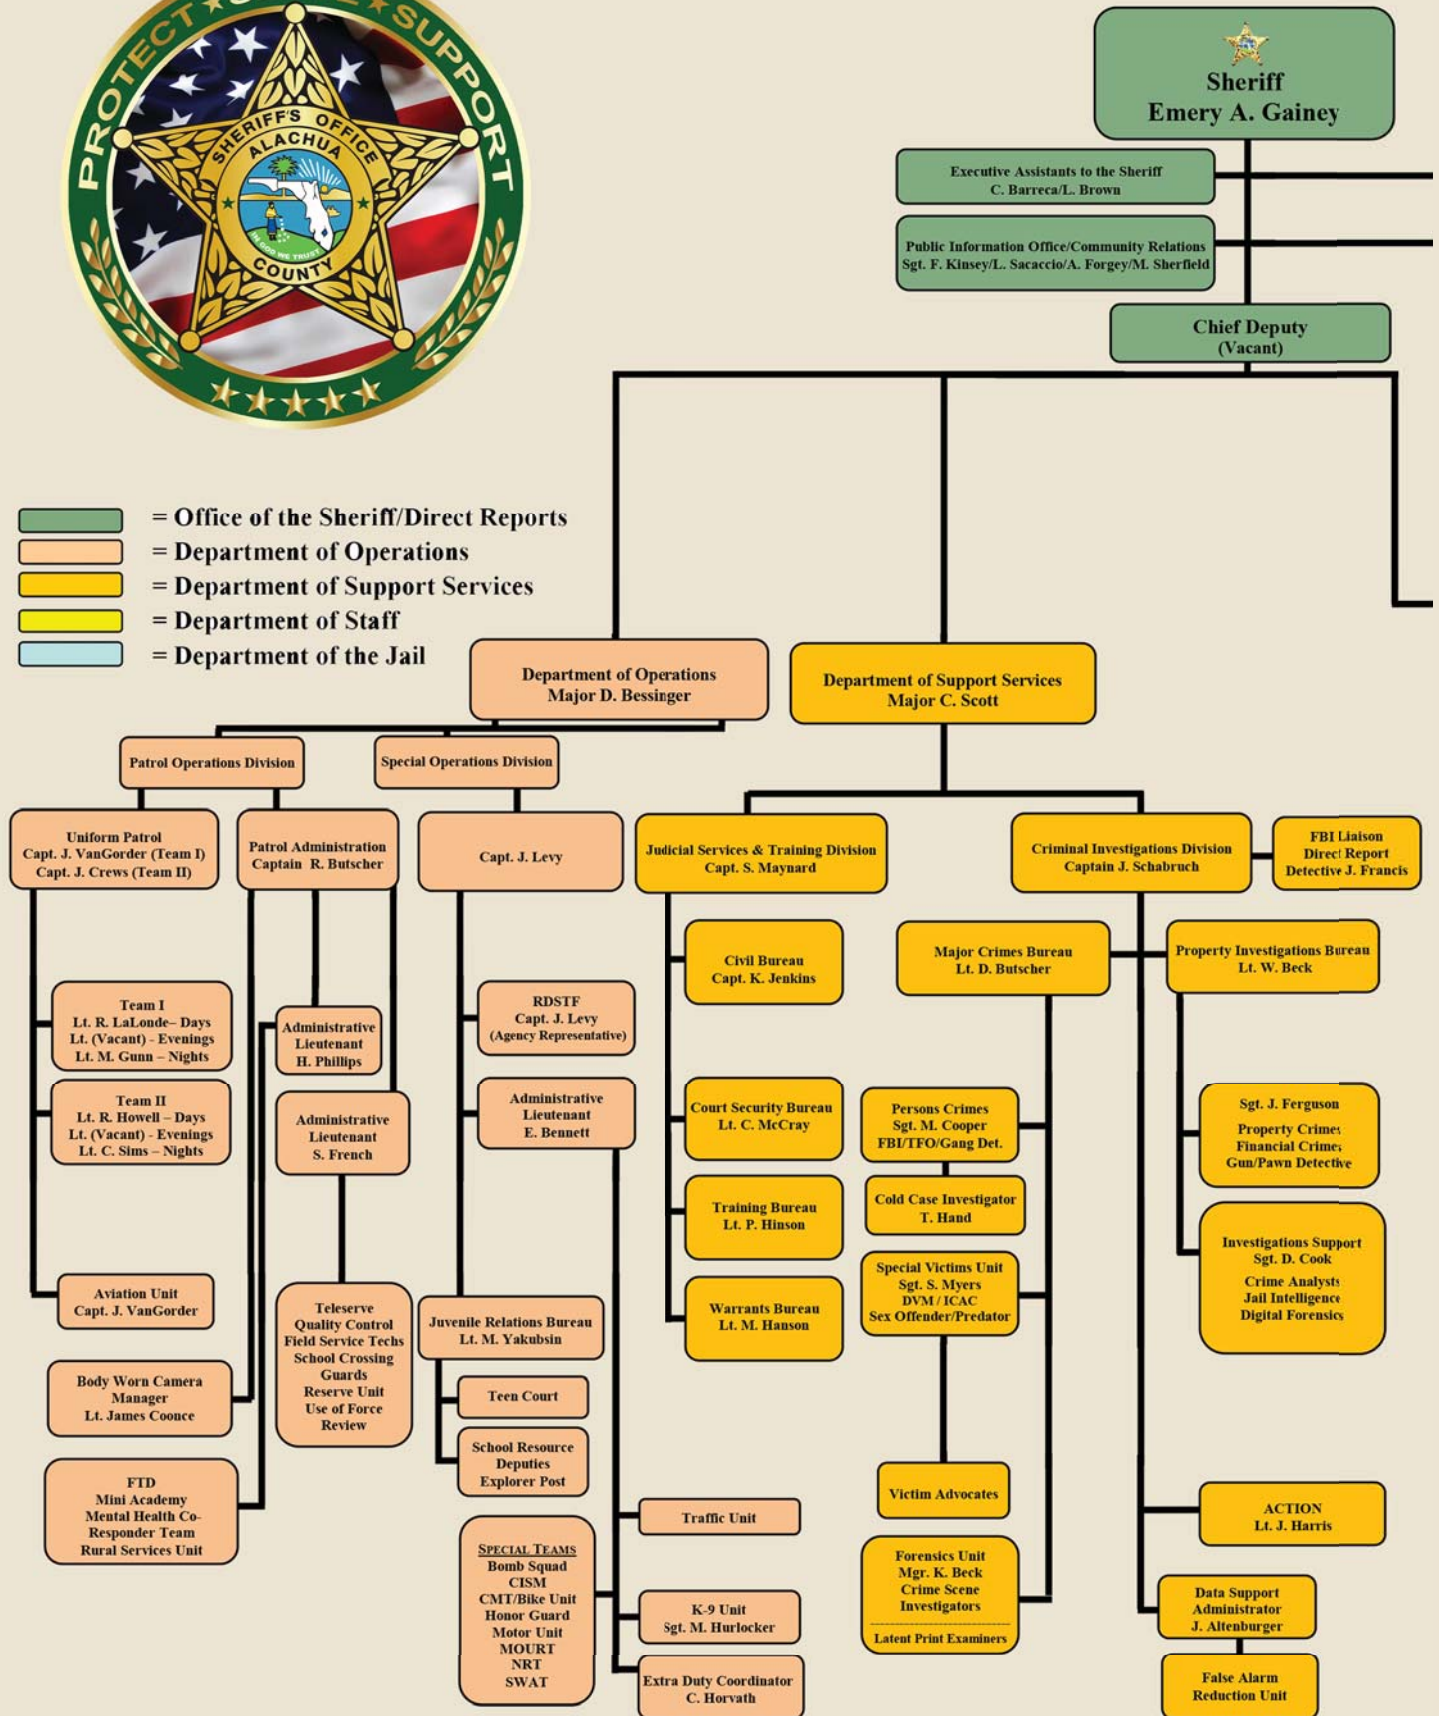 PROTECT ★ S
SUPPORT
SHERIFF'S OFFICE
ALACHUA
IN GOD WE TRUST
COUNTY
Sheriff
Emery A. Gainey
Executive Assistants to the Sheriff
C. Barreca/L. Brown
Public Information Office/Community Relations
Sgt. F. Kinsey/L. Sacaccio/A. Forgey/M. Sherfield
Chief Deputy
(Vacant)
= Office of the Sheriff/Direct Reports
= Department of Operations
= Department of Support Services
= Department of Staff
= Department of the Jail
Department of Operations
Major D. Bessinger
Department of Support Services
Major C. Scott
Patrol Operations Division
Special Operations Division
Uniform Patrol
Capt. J. VanGorder (Team I)
Capt. J. Crews (Team II)
Patrol Administration
Captain R. Butscher
Capt. J. Levy
Judicial Services & Training Division
Capt. S. Maynard
Criminal Investigations Division
Captain J. Schabruch
FBI Liaison
Direct Report
Detective J. Francis
Team I
Lt. R. LaLonde– Days
Lt. (Vacant) - Evenings
Lt. M. Gunn – Nights
Team II
Lt. R. Howell – Days
Lt. (Vacant) - Evenings
Lt. C. Sims – Nights
Aviation Unit
Capt. J. VanGorder
Body Worn Camera
Manager
Lt. James Coonce
FTD
Mini Academy
Mental Health Co-
Responder Team
Rural Services Unit
Administrative
Lieutenant
H. Phillips
Administrative
Lieutenant
S. French
Teleserve
Quality Control
Field Service Techs
School Crossing
Guards
Reserve Unit
Use of Force
Review
RDSTF
Capt. J. Levy
(Agency Representative)
Administrative
Lieutenant
E. Bennett
Juvenile Relations Bureau
Lt. M. Yakubsin
Teen Court
School Resource
Deputies
Explorer Post
SPECIAL TEAMS
Bomb Squad
CISM
CMT/Bike Unit
Honor Guard
Motor Unit
MOURT
NRT
SWAT
Traffic Unit
K-9 Unit
Sgt. M. Hurlocker
Extra Duty Coordinator
C. Horvath
Civil Bureau
Capt. K. Jenkins
Court Security Bureau
Lt. C. McCray
Training Bureau
Lt. P. Hinson
Warrants Bureau
Lt. M. Hanson
Major Crimes Bureau
Lt. D. Butscher
Persons Crimes
Sgt. M. Cooper
FBI/TFO/Gang Det.
Cold Case Investigator
T. Hand
Special Victims Unit
Sgt. S. Myers
DVM / ICAC
Sex Offender/Predator
Victim Advocates
Forensics Unit
Mgr. K. Beck
Crime Scene
Investigators
Latent Print Examiners
Property Investigations Bureau
Lt. W. Beck
Sgt. J. Ferguson
Property Crimes
Financial Crimes
Gun/Pawn Detective
Investigations Support
Sgt. D. Cook
Crime Analysts
Jail Intelligence
Digital Forensics
ACTION
Lt. J. Harris
Data Support
Administrator
J. Altenburger
False Alarm
Reduction Unit